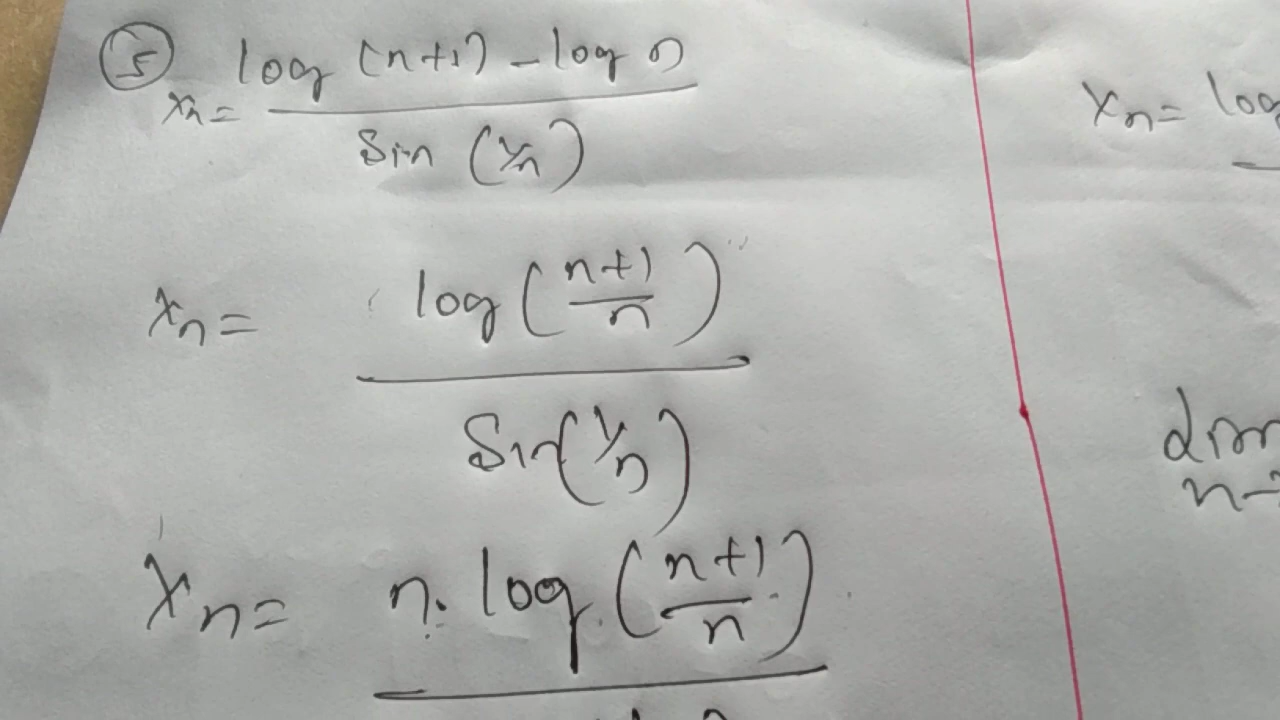 ⑤ xn = log (n+1) - log n / Sin (1/n)
xn = log (n+1 / n) / Sin (1/n)
xn = n. log (n+1 / n)
xn = log
lim
n→